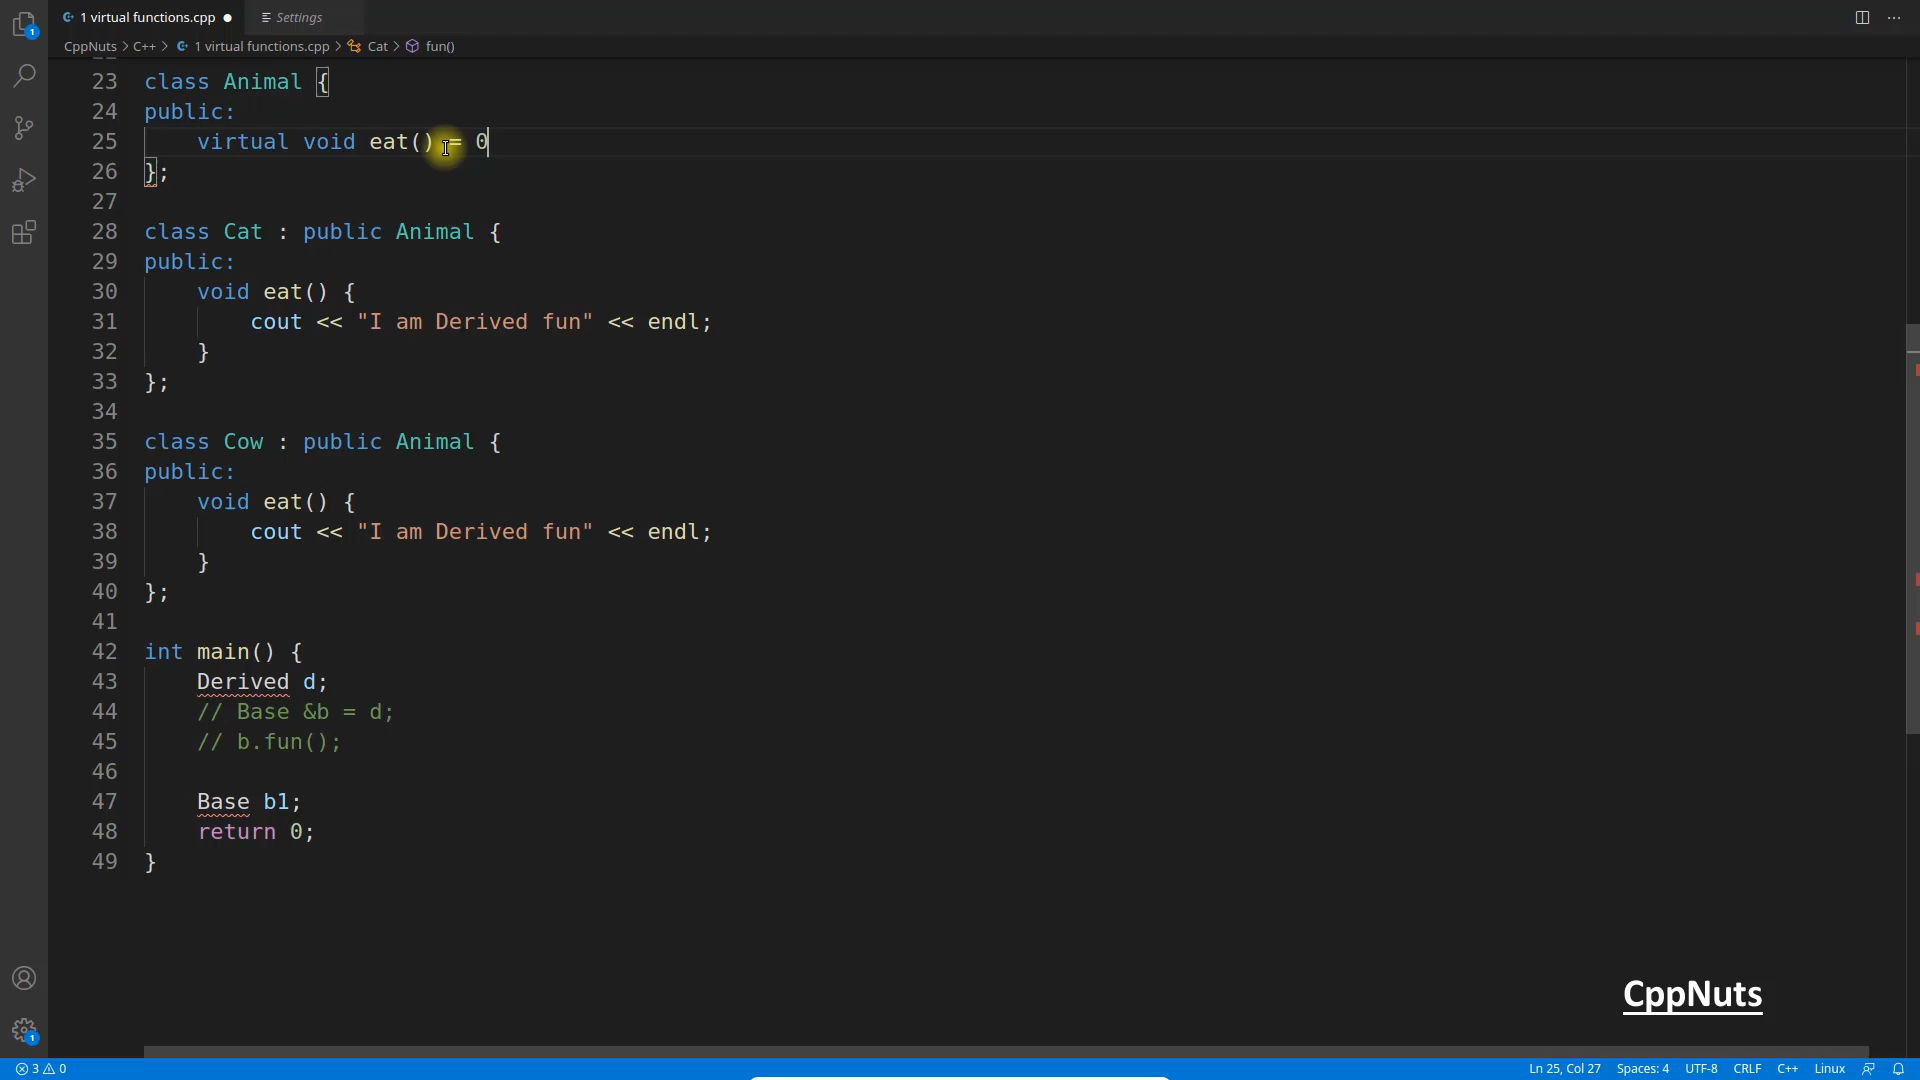 1 virtual functions.cpp ● Settings
CppNuts > C++ > 1 virtual functions.cpp > Cat > fun()
23 class Animal {
24 public:
25 virtual void eat() = 0
26 };
27
28 class Cat : public Animal {
29 public:
30 void eat() {
31 cout << "I am Derived fun" << endl;
32 }
33 };
34
35 class Cow : public Animal {
36 public:
37 void eat() {
38 cout << "I am Derived fun" << endl;
39 }
40 };
41
42 int main() {
43 Derived d;
44 // Base &b = d;
45 // b.fun();
46
47 Base b1;
48 return 0;
49 }
CppNuts
1
1
3 0 Ln 25, Col 27 Spaces: 4 UTF-8 CRLF C++ Linux